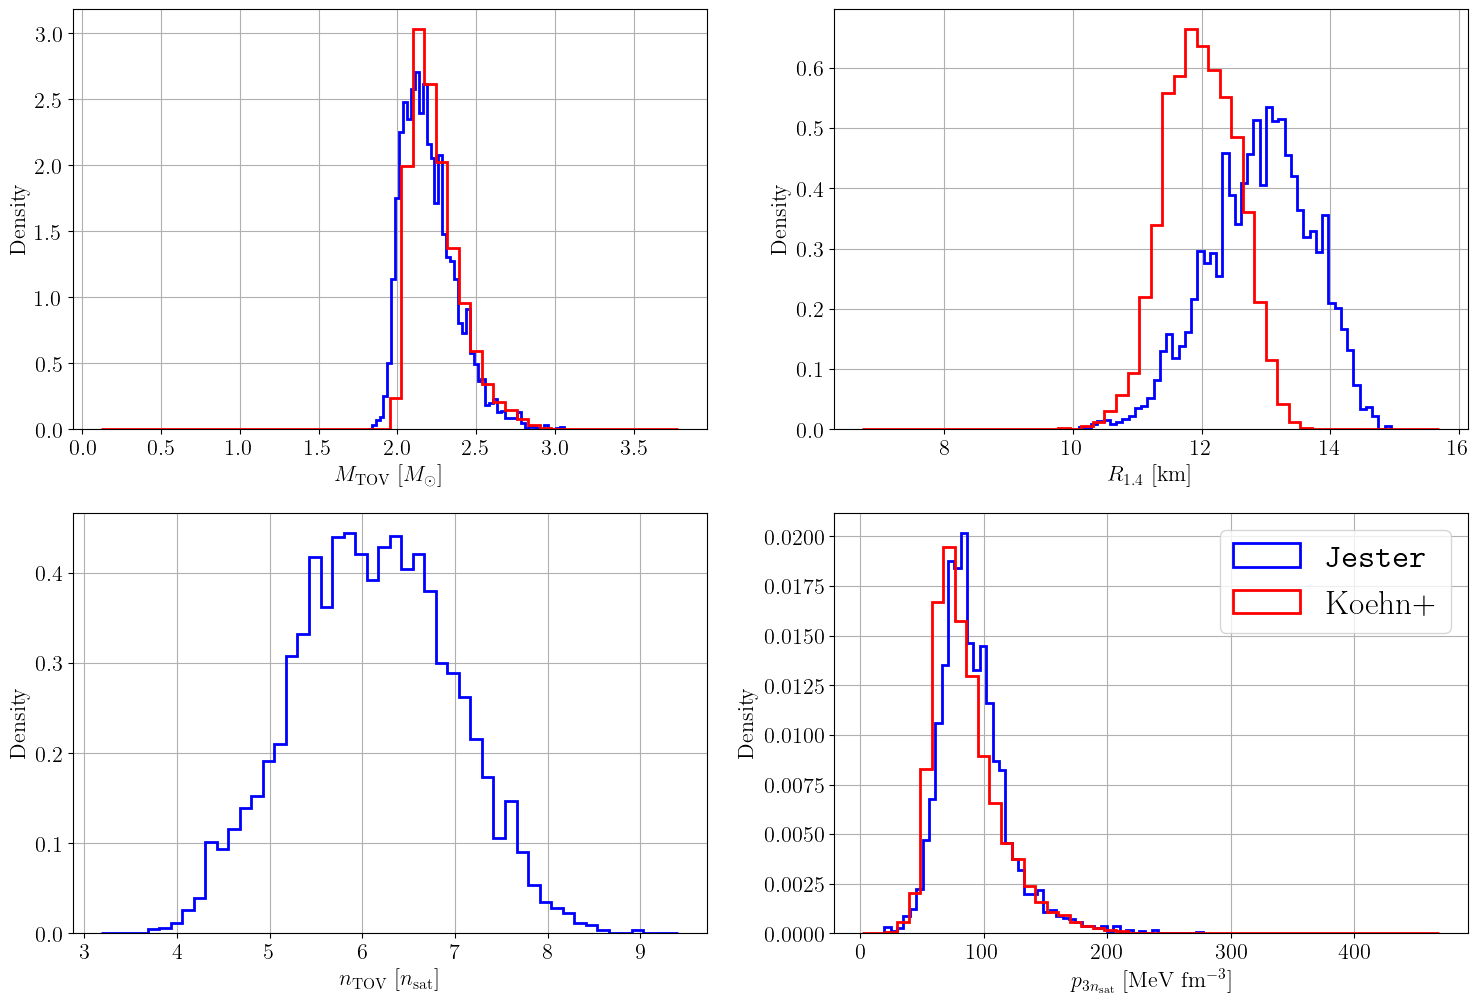 Density
3.0
2.5
2.0
1.5
1.0
0.5
0.0
0.0 0.5 1.0 1.5 2.0 2.5 3.0 3.5
M_TOV [M_⊙]
Density
0.6
0.5
0.4
0.3
0.2
0.1
0.0
8 10 12 14 16
R_1.4 [km]
Density
0.4
0.3
0.2
0.1
0.0
3 4 5 6 7 8 9
n_TOV [n_sat]
Density
0.0200
0.0175
0.0150
0.0125
0.0100
0.0075
0.0050
0.0025
0.0000
0 100 200 300 400
p_3n_sat [MeV fm⁻³]
Jester
Koehn+